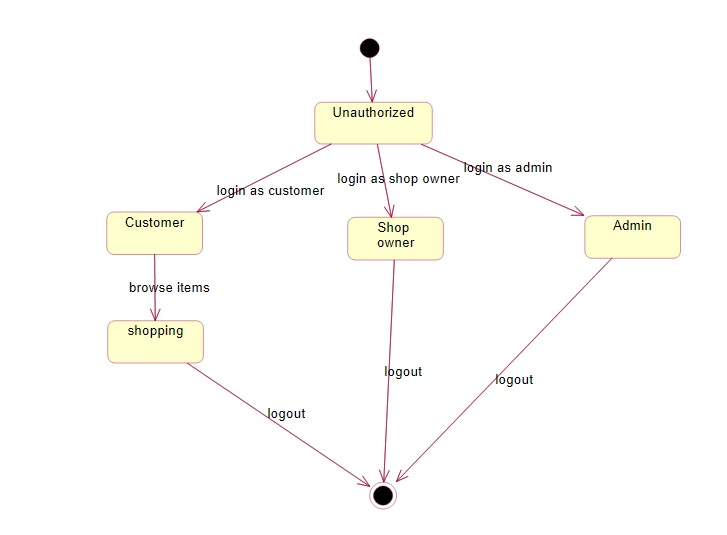 Unauthorized
login as customer
login as shop owner
login as admin
Customer
Shop
owner
Admin
browse items
shopping
logout
logout
logout